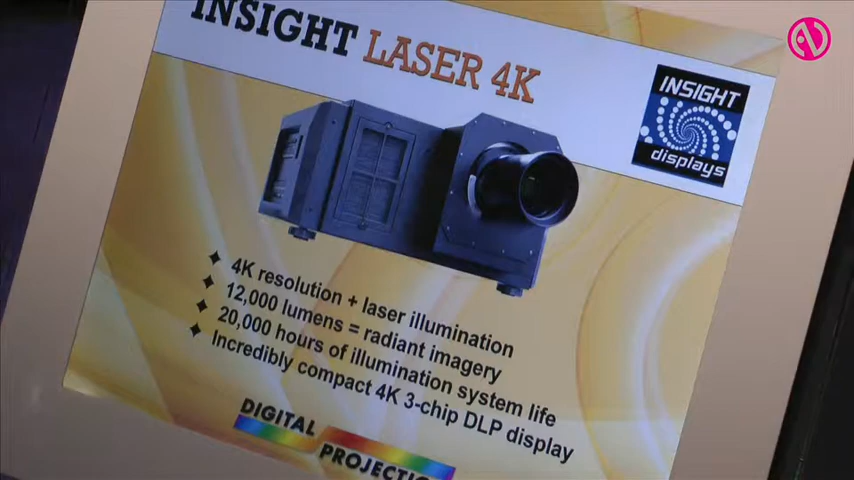 INSIGHT LASER 4K
INSIGHT
displays
4K resolution + laser illumination
12,000 lumens = radiant imagery
20,000 hours of illumination system life
Incredibly compact 4K 3-chip DLP display
DIGITAL
PROJECTIO